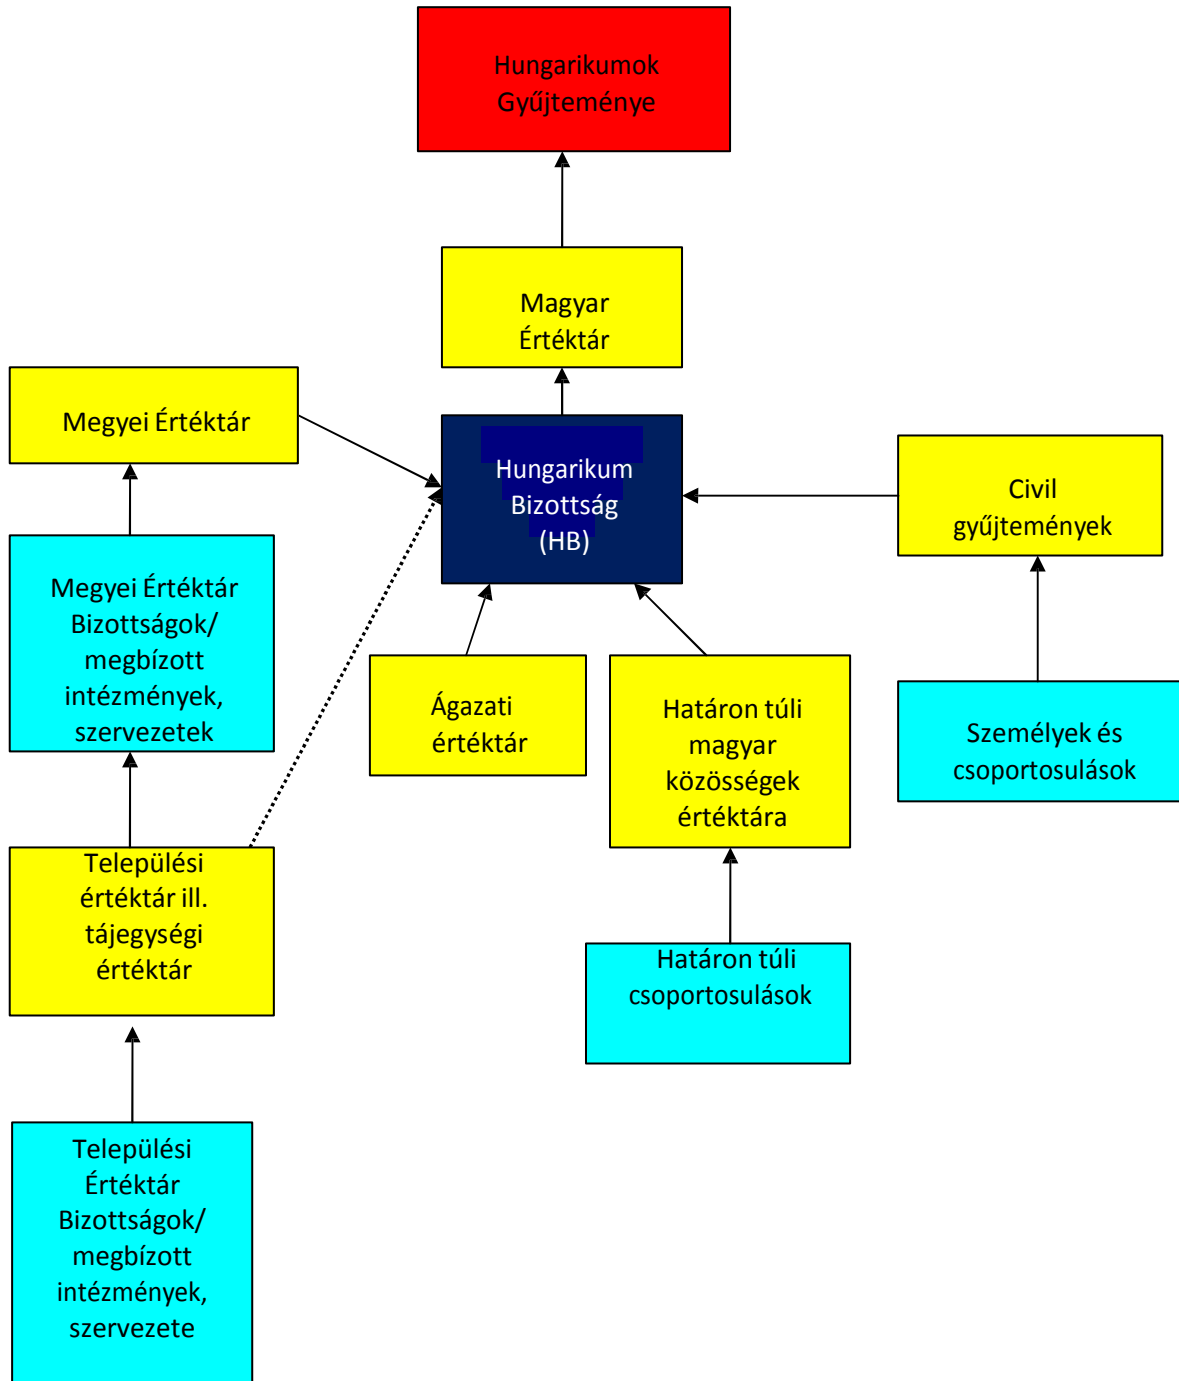 Hungarikumok
Gyűjteménye
Magyar
Értéktár
Megyei Értéktár
Hungarikum
Bizottság
(HB)
Civil
gyűjtemények
Megyei Értéktár
Bizottságok/
megbízott
intézmények,
szervezetek
Ágazati
értéktár
Határon túli
magyar
közösségek
értéktára
Személyek és
csoportosulások
Települési
értéktár ill.
tájegységi
értéktár
Határon túli
csoportosulások
Települési
Értéktár
Bizottságok/
megbízott
intézmények,
szervezete